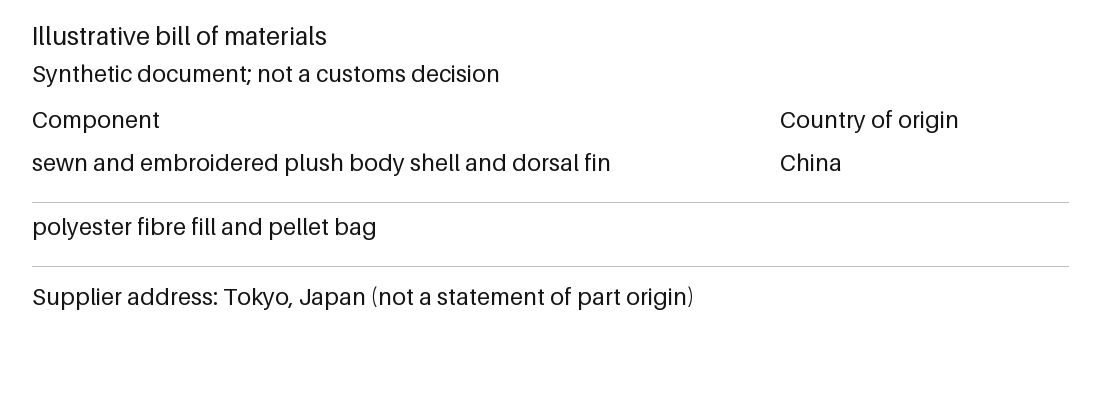 Illustrative bill of materials
Synthetic document; not a customs decision
Component Country of origin
sewn and embroidered plush body shell and dorsal fin China
polyester fibre fill and pellet bag
Supplier address: Tokyo, Japan (not a statement of part origin)